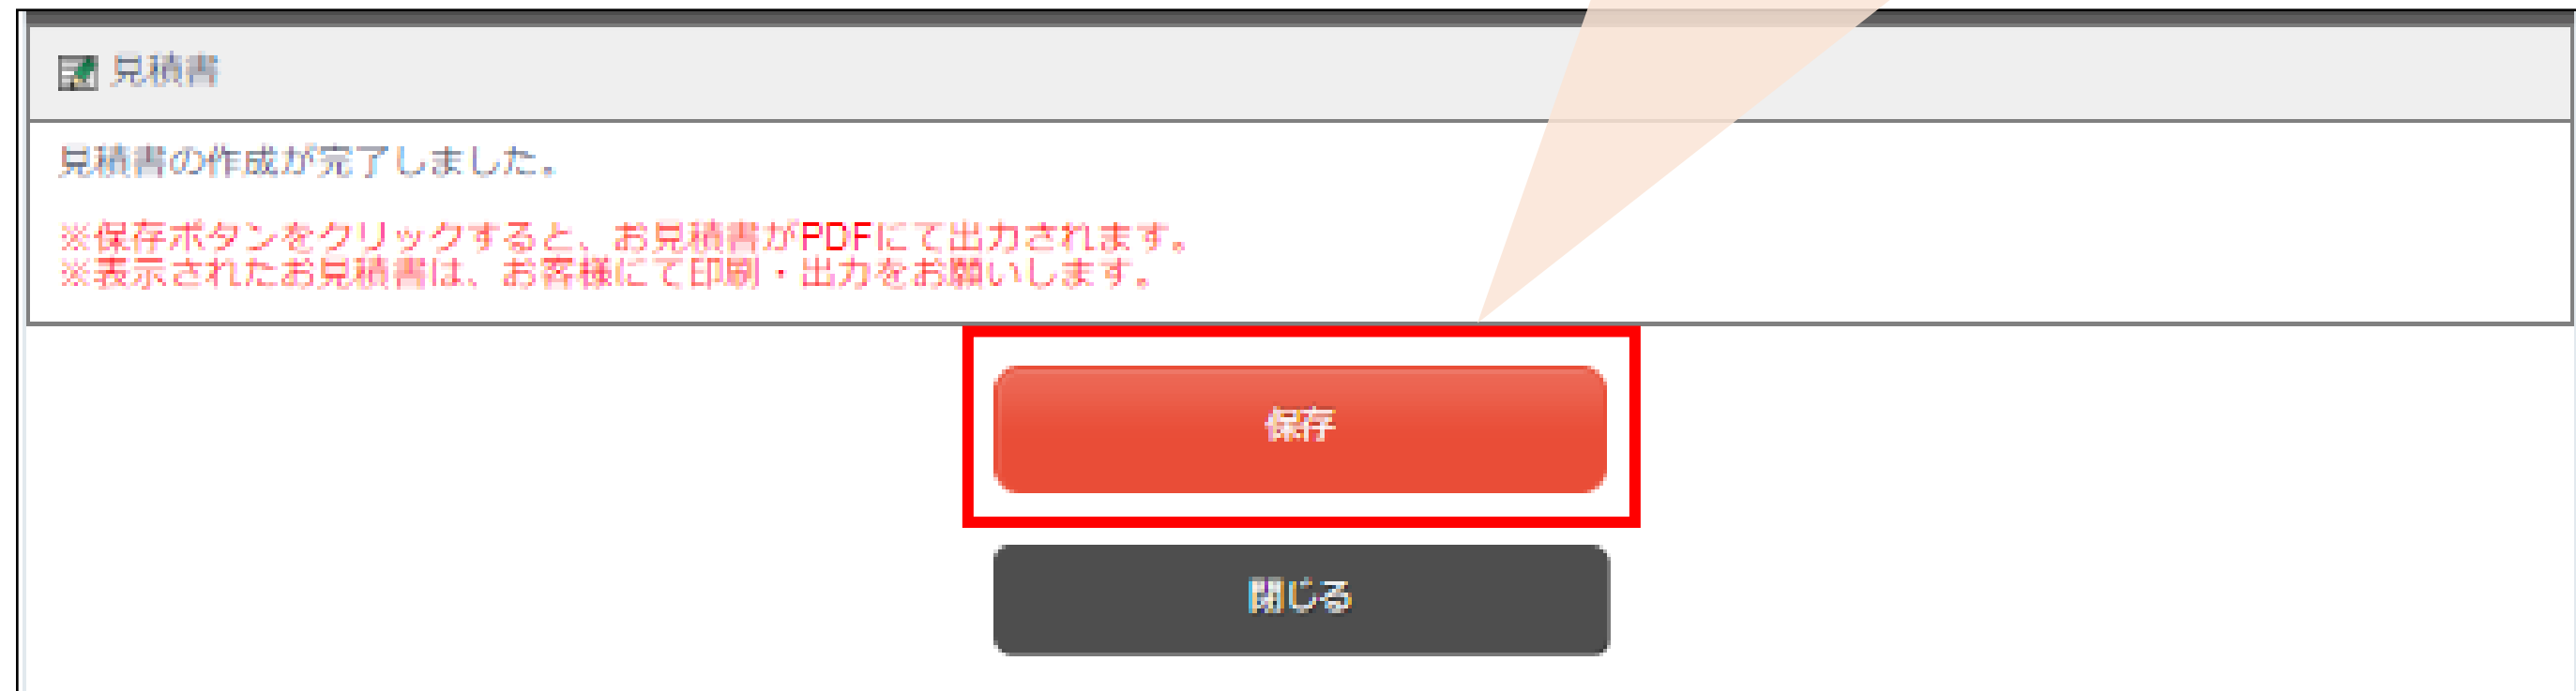 見積書
見積書の作成が完了しました。
※保存ボタンをクリックすると、お見積書がPDFにて出力されます。
※表示されたお見積書は、お客様にて印刷・出力をお願いします。
保存
閉じる